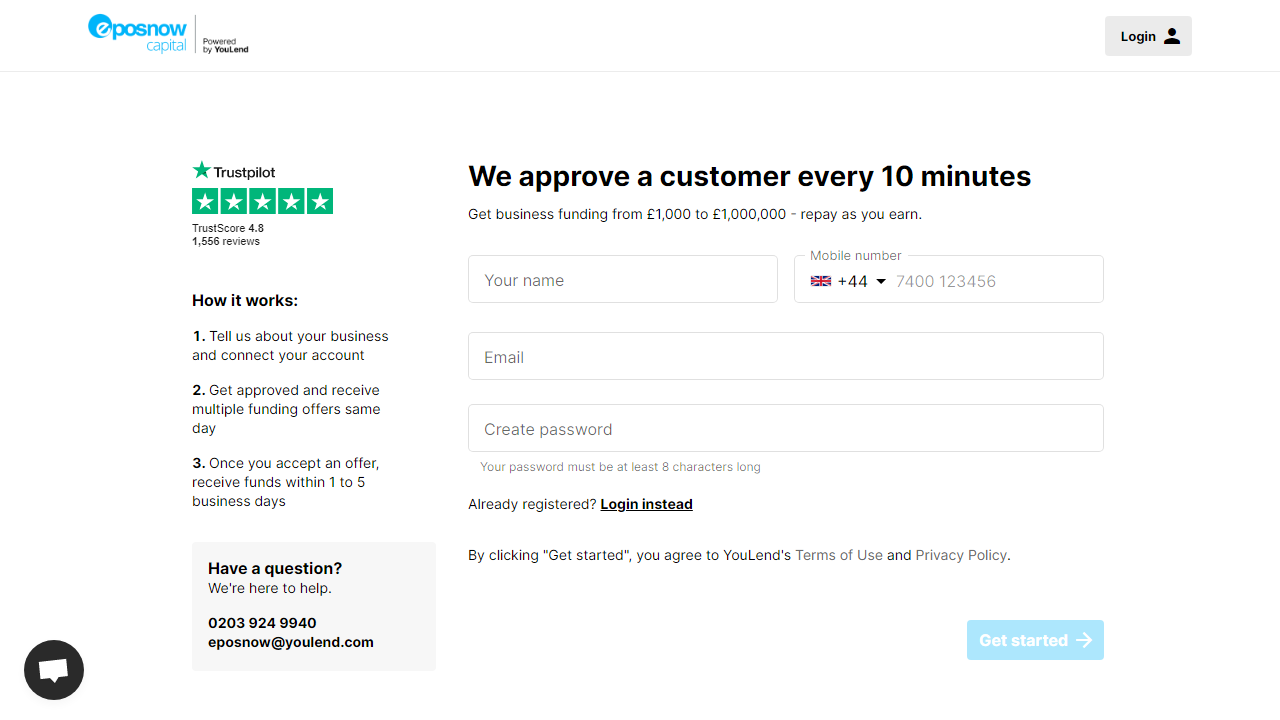 eposnow
capital
Powered
by YouLend
Login
Trustpilot
TrustScore 4.8
1,556 reviews
How it works:
1. Tell us about your business
and connect your account
2. Get approved and receive
multiple funding offers same
day
3. Once you accept an offer,
receive funds within 1 to 5
business days
Have a question?
We're here to help.
0203 924 9940
eposnow@youlend.com
We approve a customer every 10 minutes
Get business funding from £1,000 to £1,000,000 - repay as you earn.
Your name
Mobile number
+44 7400 123456
Email
Create password
Your password must be at least 8 characters long
Already registered? Login instead
By clicking "Get started", you agree to YouLend's Terms of Use and Privacy Policy.
Get started